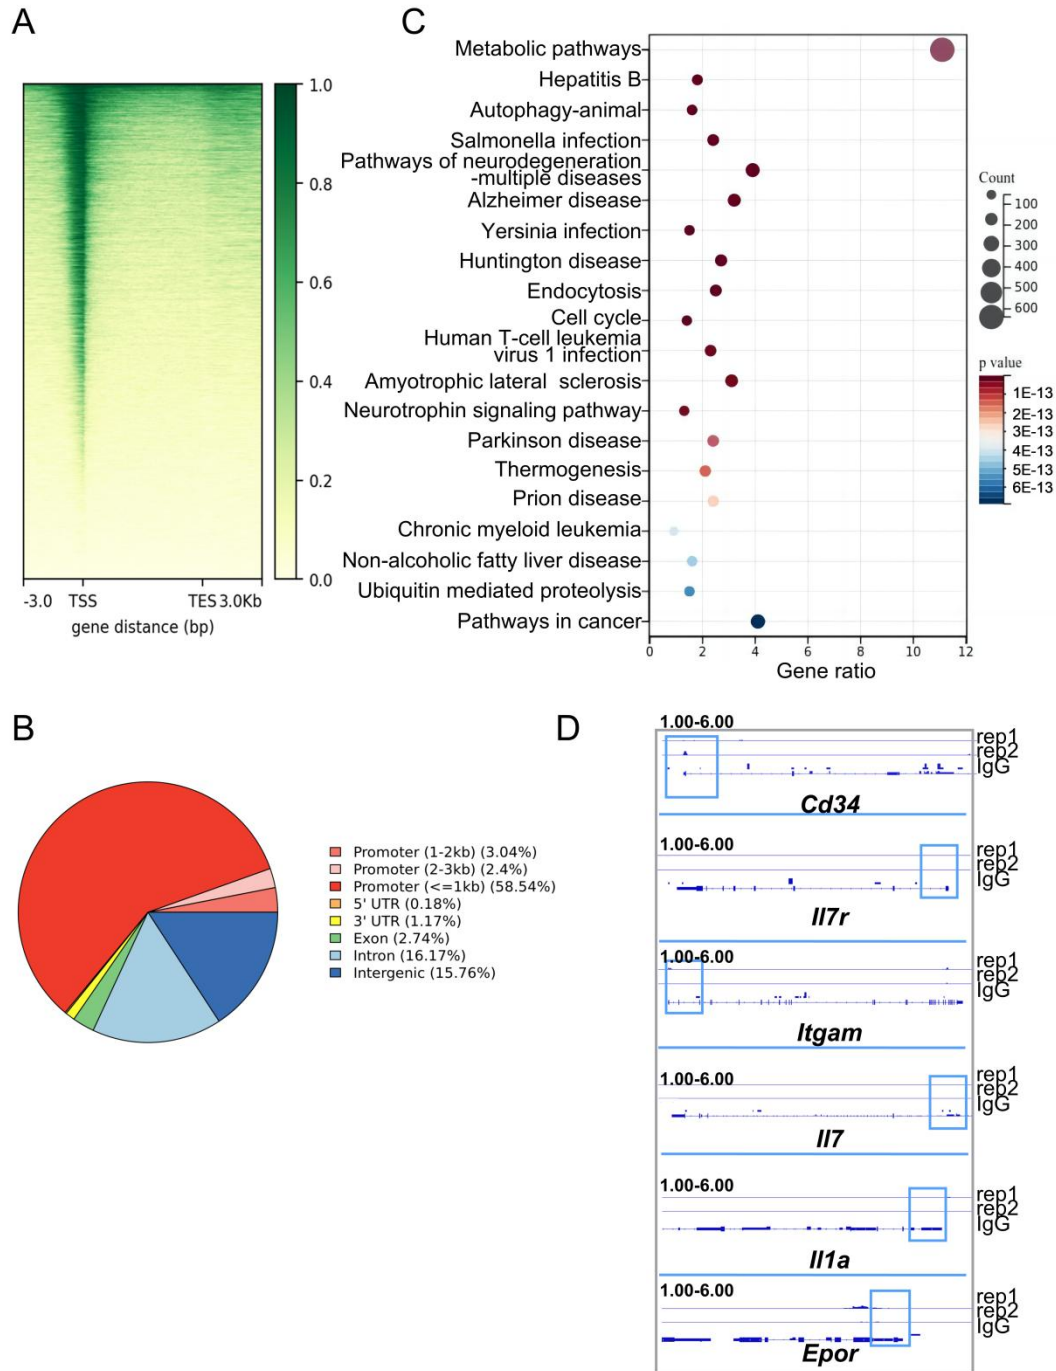 A
1.0
0.8
0.6
0.4
0.2
0.0
-3.0 TSS TES 3.0Kb
gene distance (bp)
C
Metabolic pathways
Hepatitis B
Autophagy-animal
Salmonella infection
Pathways of neurodegeneration
-multiple diseases
Alzheimer disease
Yersinia infection
Huntington disease
Endocytosis
Cell cycle
Human T-cell leukemia
virus 1 infection
Amyotrophic lateral sclerosis
Neurotrophin signaling pathway
Parkinson disease
Thermogenesis
Prion disease
Chronic myeloid leukemia
Non-alcoholic fatty liver disease
Ubiquitin mediated proteolysis
Pathways in cancer
0 2 4 6 8 10 12
Gene ratio
Count
100
200
300
400
500
600
p value
1E-13
2E-13
3E-13
4E-13
5E-13
6E-13
B
Promoter (1-2kb) (3.04%)
Promoter (2-3kb) (2.4%)
Promoter (<=1kb) (58.54%)
5' UTR (0.18%)
3' UTR (1.17%)
Exon (2.74%)
Intron (16.17%)
Intergenic (15.76%)
D
1.00-6.00
rep1
rep2
IgG
Cd34
1.00-6.00
rep1
rep2
IgG
Il7r
1.00-6.00
rep1
rep2
IgG
Itgam
1.00-6.00
rep1
rep2
IgG
Il7
1.00-6.00
rep1
rep2
IgG
Il1a
1.00-6.00
rep1
rep2
IgG
Epor